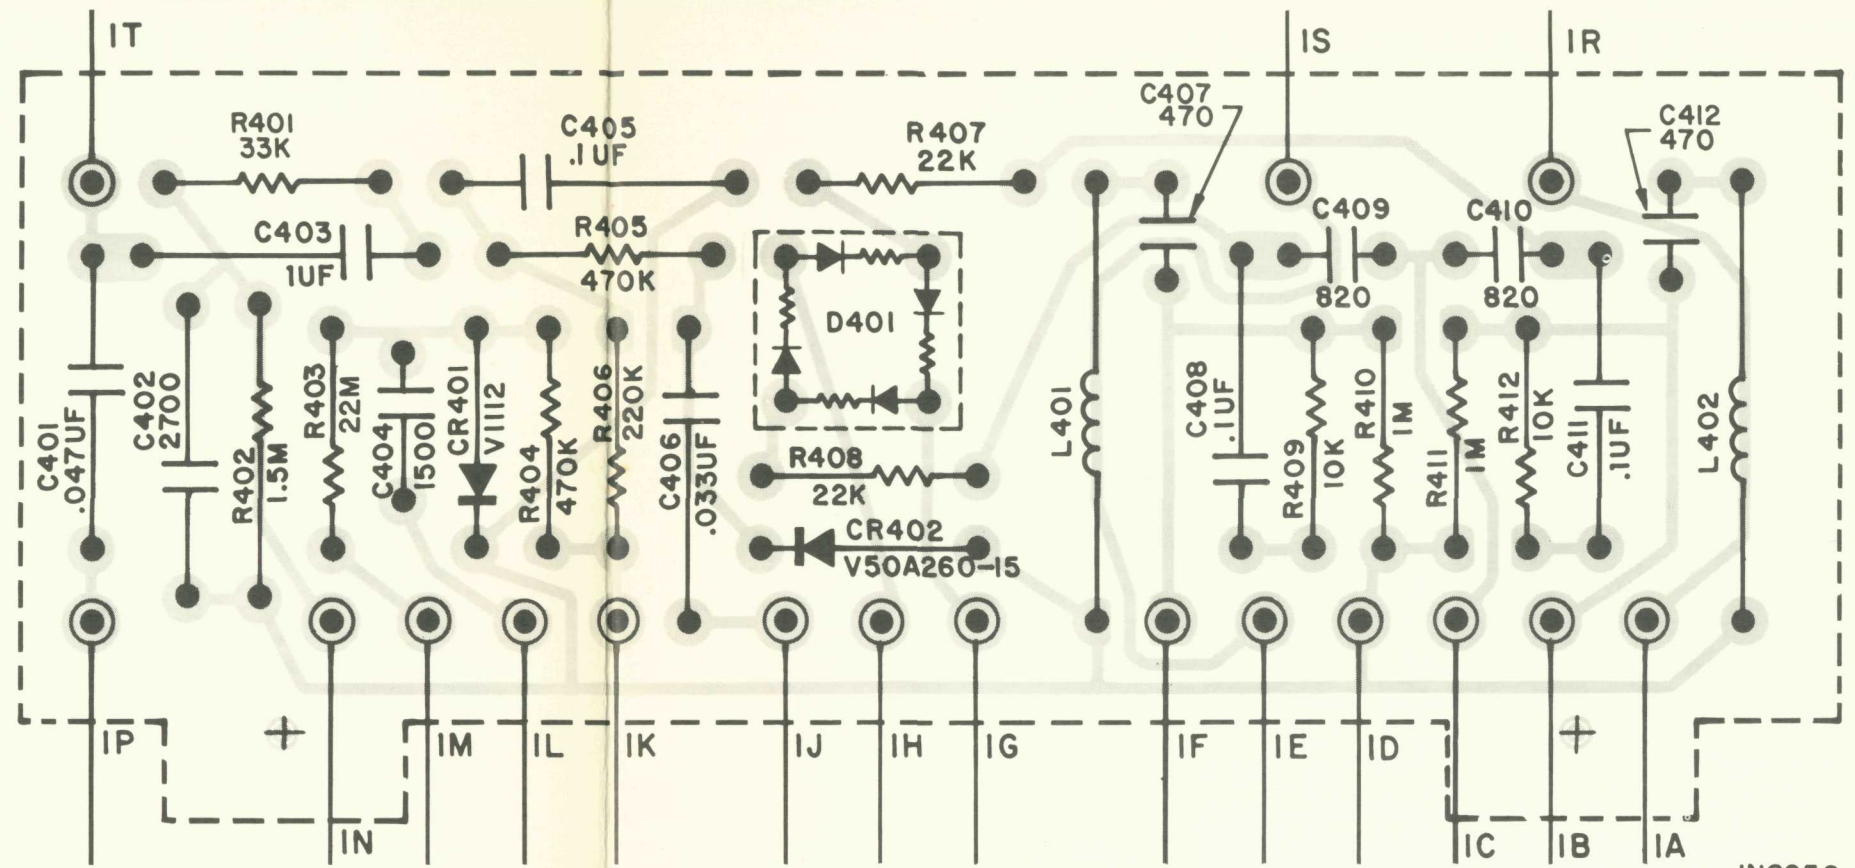 IT
IS
IR
R401
33K
C405
.1UF
R407
22K
C407
470
C412
470
C403
1UF
R405
470K
C409
820
C410
820
D401
C401
.047UF
C402
2700
R402
1.5M
R403
22M
C404
1500
CR401
V1112
R404
470K
R406
220K
C406
.033UF
R408
22K
CR402
V50A260-15
L401
C408
.1UF
R409
10K
R410
1M
R411
1M
R412
10K
C411
.1UF
L402
IP
IN
IM
IL
IK
IJ
IH
IG
IF
IE
ID
IC
IB
IA